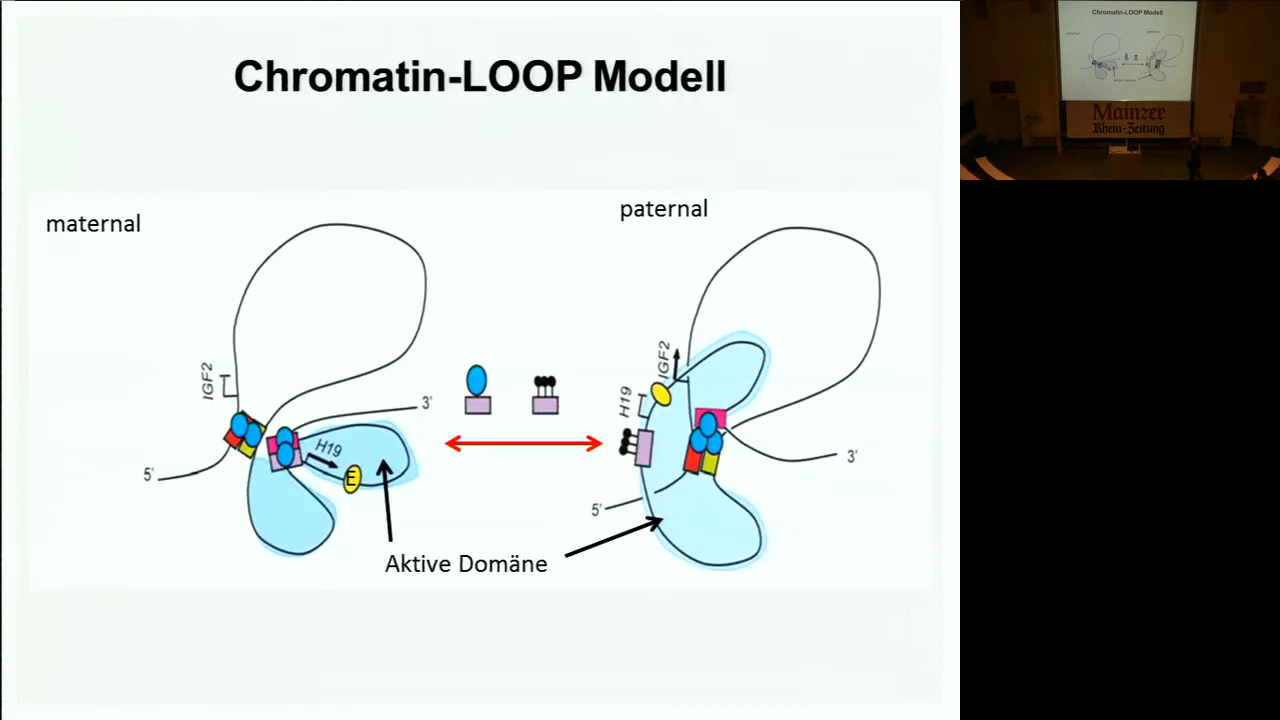 Chromatin-LOOP Modell
maternal
paternal
IGF2
3'
H19
E
5'
IGF2
H19
3'
5'
Aktive Domäne
Chromatin-LOOP Modell
Mainzer
Rhein-Zeitung